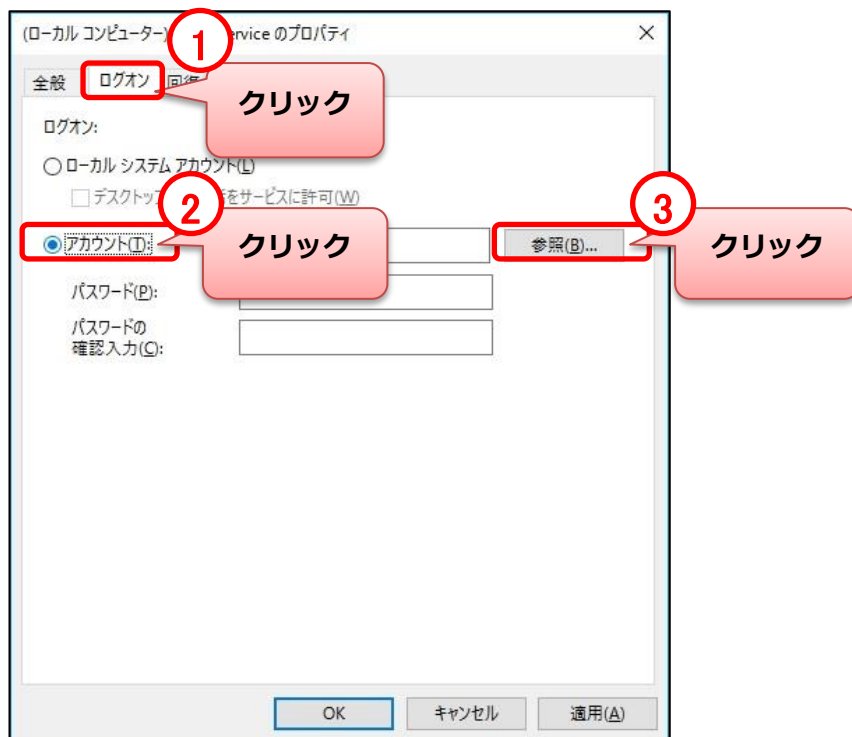 (ローカル コンピューター) ervice のプロパティ
1
全般 ログオン 回復
クリック
ログオン:
ローカル システム アカウント(L)
デスクトッ をサービスに許可(W)
2
3
アカウント(T):
クリック
参照(B)...
クリック
パスワード(P):
パスワードの
確認入力(C):
OK キャンセル 適用(A)